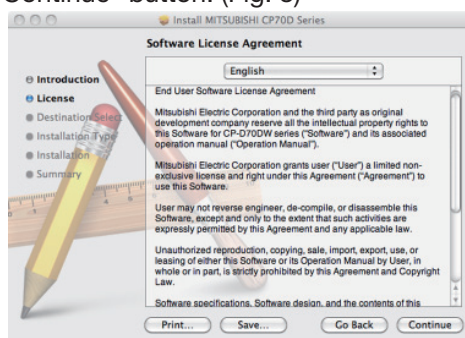 Continue" button. (Fig.
Install MITSUBISHI CP70D Series
Software License Agreement
English
Introduction
License
Destination Select
Installation Type
Installation
Summary
End User Software License Agreement
Mitsubishi Electric Corporation and the third party as original
development company reserve all the intellectual property rights to
this Software for CP-D70DW series ("Software") and its associated
operation manual ("Operation Manual").
Mitsubishi Electric Corporation grants user ("User") a limited non-
exclusive license and right under this Agreement ("Agreement") to
use this Software.
User may not reverse engineer, de-compile, or disassemble this
Software, except and only to the extent that such activities are
expressly permitted by this Agreement and any applicable law.
Unauthorized reproduction, copying, sale, import, export, use, or
leasing of either this Software or its Operation Manual by User, in
whole or in part, is strictly prohibited by this Agreement and Copyright
Law.
Software specifications, Software design, and the contents of this
Print...
Save...
Go Back
Continue